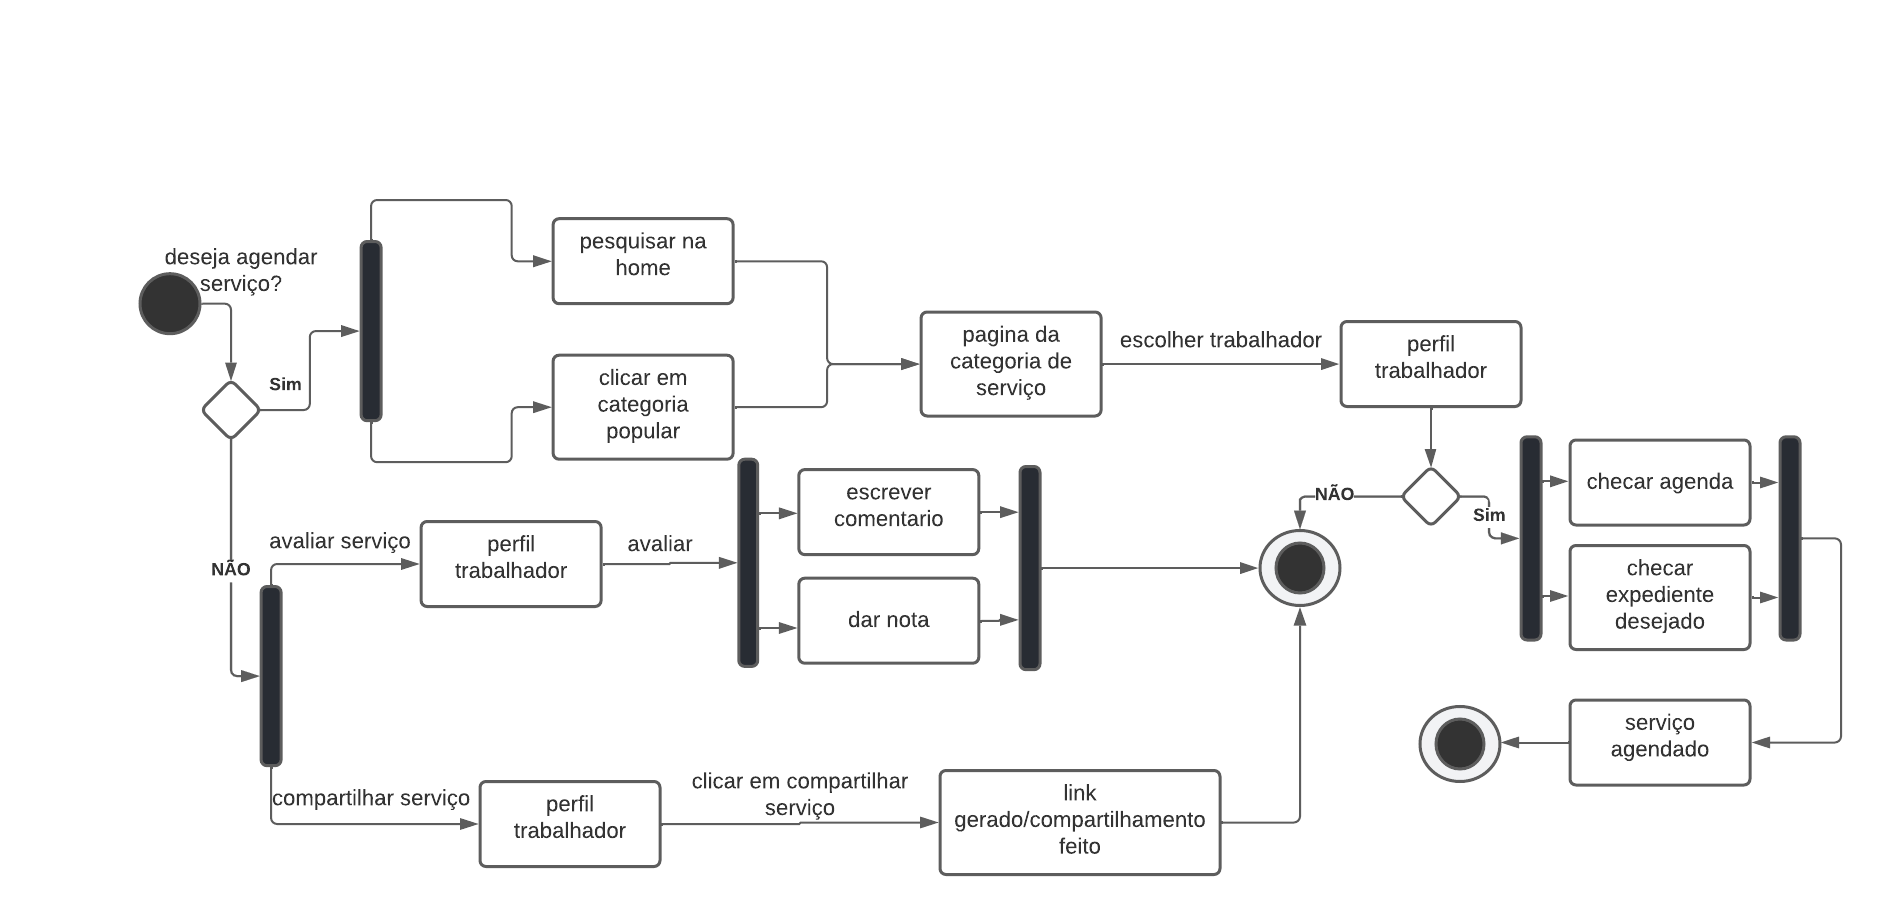 deseja agendar
serviço?
Sim
NÃO
pesquisar na
home
clicar em
categoria
popular
pagina da
categoria de
serviço
escolher trabalhador
perfil
trabalhador
NÃO
Sim
checar agenda
checar
expediente
desejado
serviço
agendado
avaliar serviço
perfil
trabalhador
avaliar
escrever
comentario
dar nota
compartilhar serviço
perfil
trabalhador
clicar em compartilhar
serviço
link
gerado/compartilhamento
feito